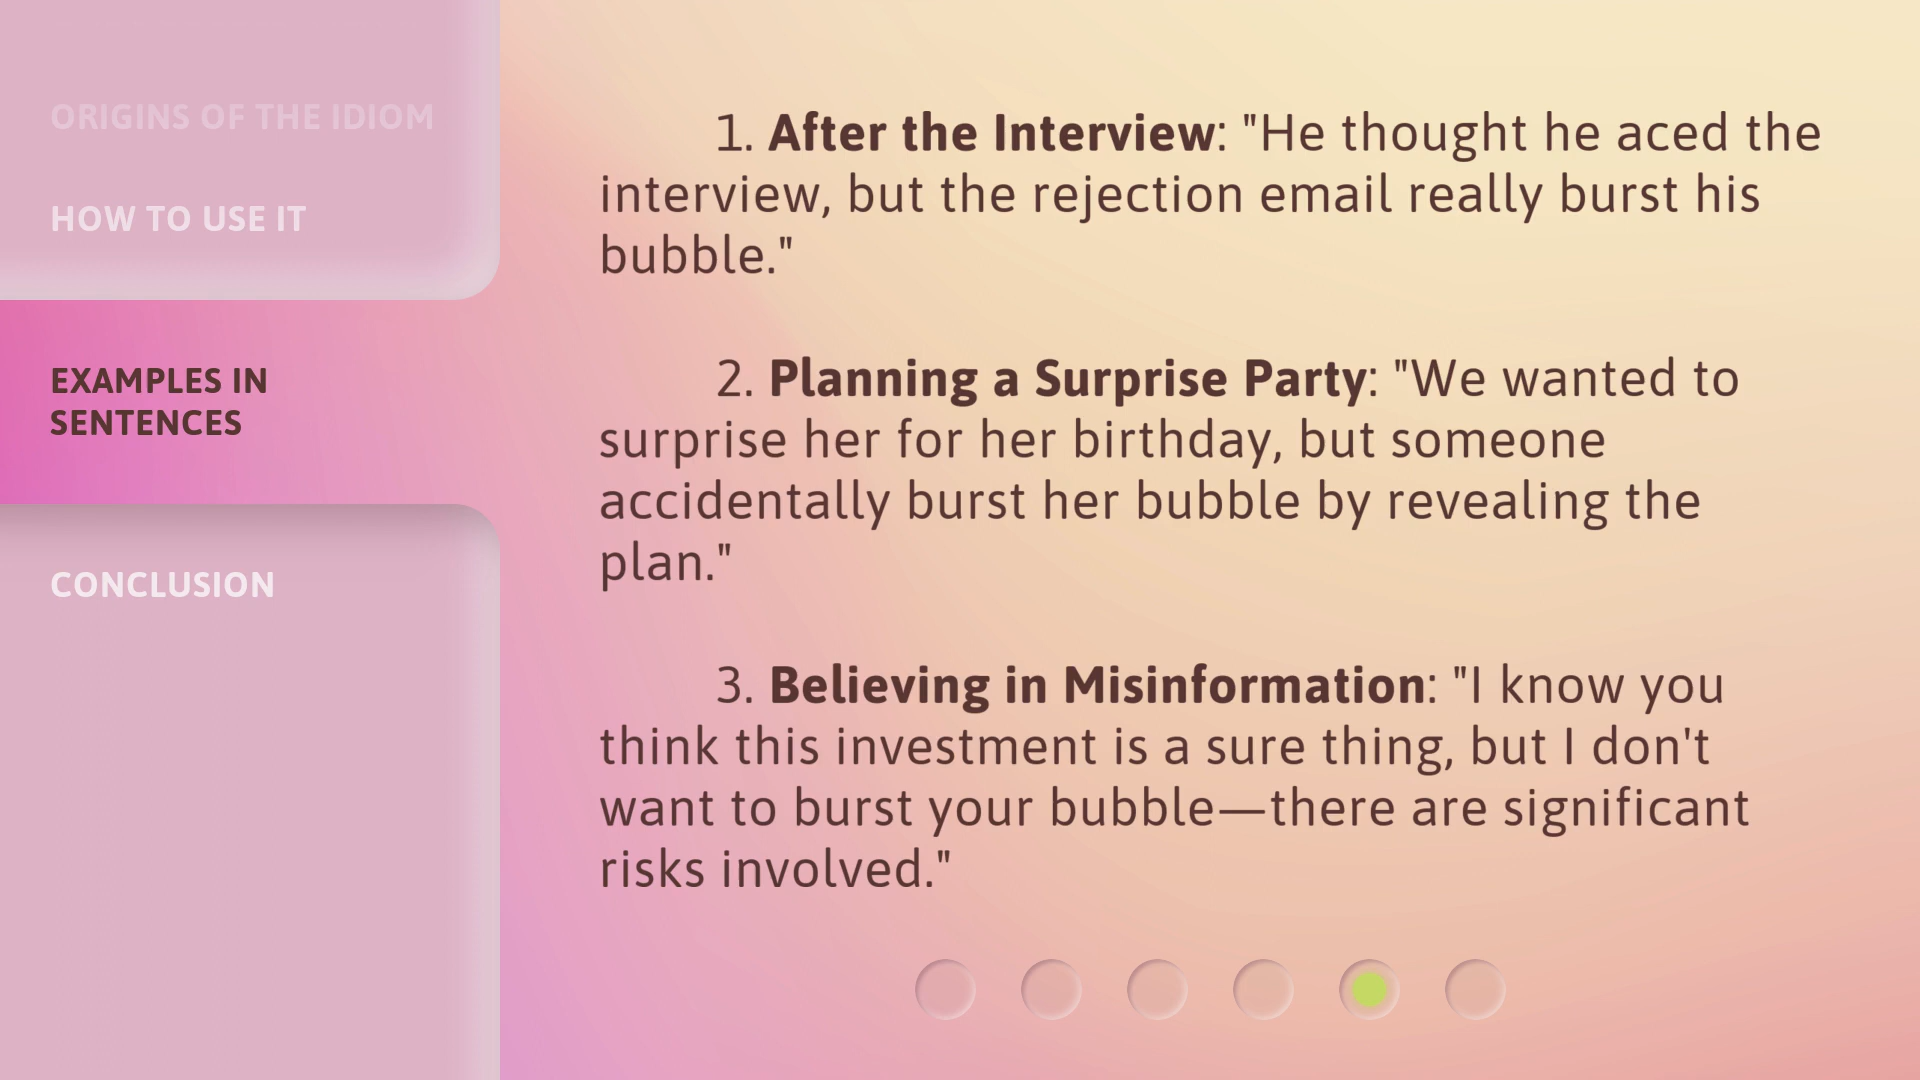 ORIGINS OF THE IDIOM
HOW TO USE IT
EXAMPLES IN
SENTENCES
CONCLUSION
1. After the Interview: "He thought he aced the
interview, but the rejection email really burst his
bubble."
2. Planning a Surprise Party: "We wanted to
surprise her for her birthday, but someone
accidentally burst her bubble by revealing the
plan."
3. Believing in Misinformation: "I know you
think this investment is a sure thing, but I don't
want to burst your bubble—there are significant
risks involved."